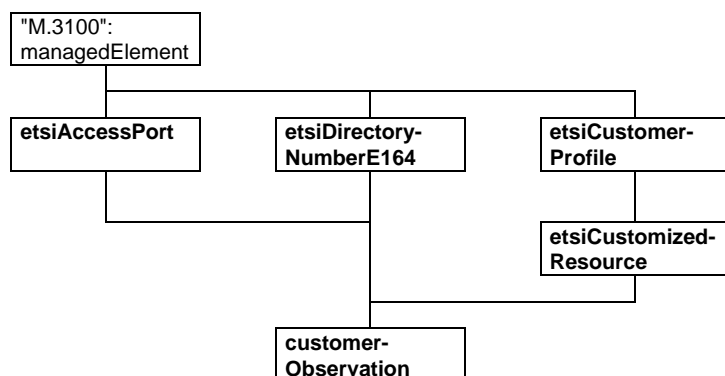 "M.3100":
managedElement
etsiAccessPort
etsiDirectory-
NumberE164
etsiCustomer-
Profile
etsiCustomized-
Resource
customer-
Observation